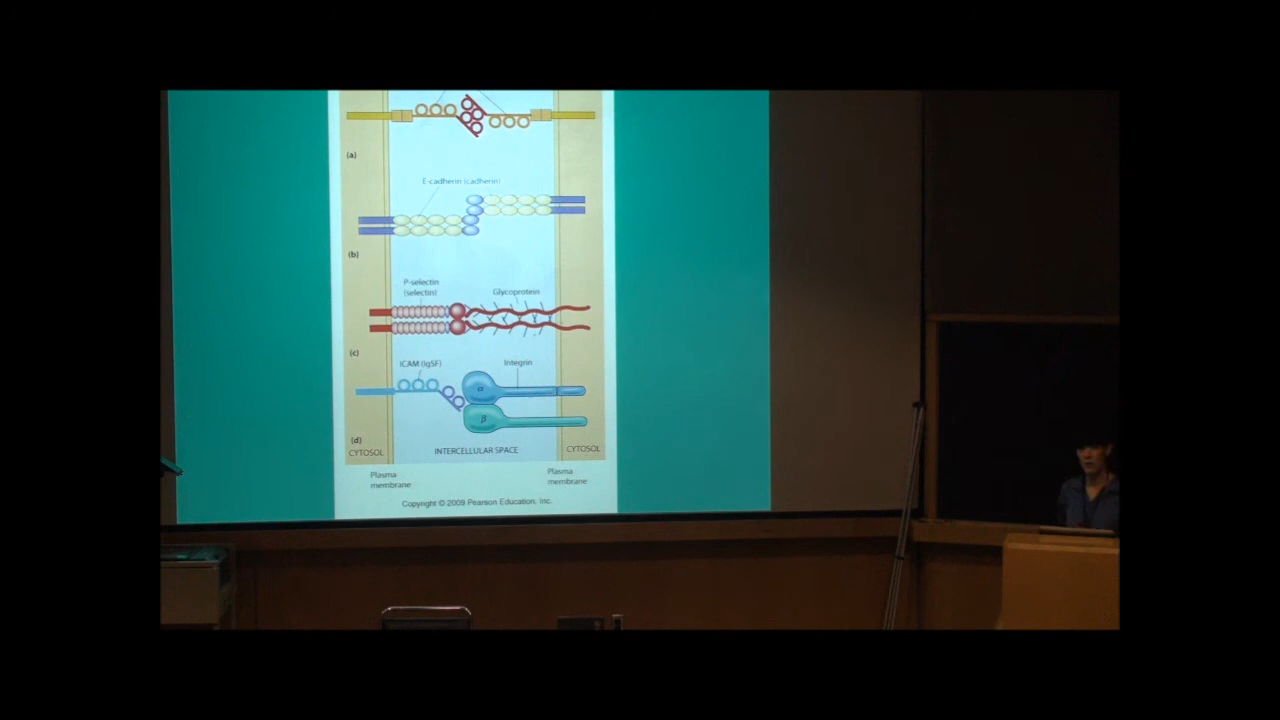 (a)
E-cadherin (cadherin)
(b)
P-selectin
(selectin)
Glycoprotein
(c)
ICAM (IgSF)
Integrin
α
β
(d)
CYTOSOL
INTERCELLULAR SPACE
CYTOSOL
Plasma
membrane
Plasma
membrane
Copyright © 2009 Pearson Education, Inc.